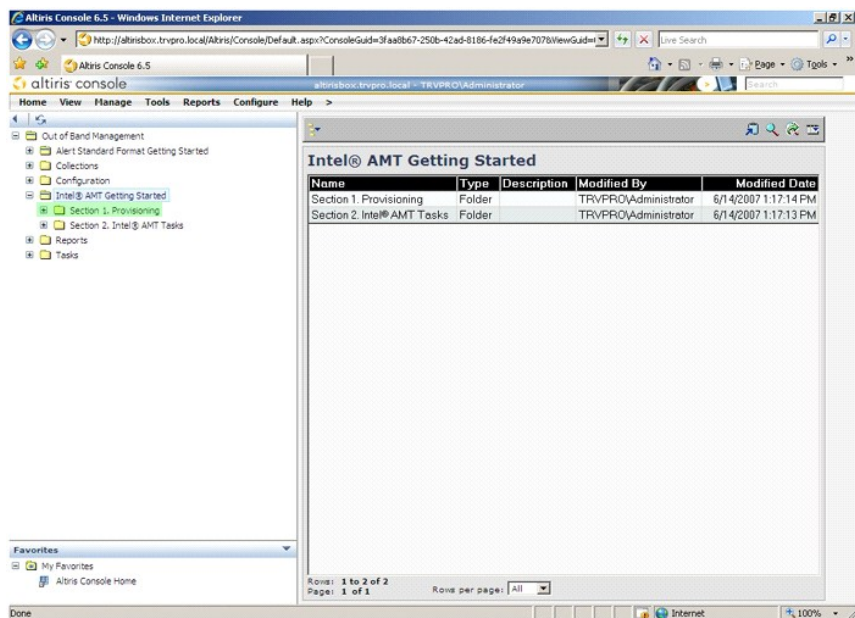 Altiris Console 6.5 - Windows Internet Explorer
http://altirisbox.trvpro.local/Altiris/Console/Default.aspx?ConsoleGuid=3faa8b67-250b-42ad-8186-fe2f49a9e707&ViewGuid=
Live Search
Altiris Console 6.5
Page
Tools
»
altiris console
altirisbox.trvpro.local - TRVPRO\Administrator
Search
Home View Manage Tools Reports Configure Help >
Out of Band Management
Alert Standard Format Getting Started
Collections
Configuration
Intel® AMT Getting Started
Section 1. Provisioning
Section 2. Intel® AMT Tasks
Reports
Tasks
Intel® AMT Getting Started
Name Type Description Modified By Modified Date
Section 1. Provisioning Folder TRVPRO\Administrator 6/14/2007 1:17:14 PM
Section 2. Intel® AMT Tasks Folder TRVPRO\Administrator 6/14/2007 1:17:13 PM
Favorites
My Favorites
Altiris Console Home
Rows: 1 to 2 of 2
Page: 1 of 1
Rows per page: All
Done
Internet
100%